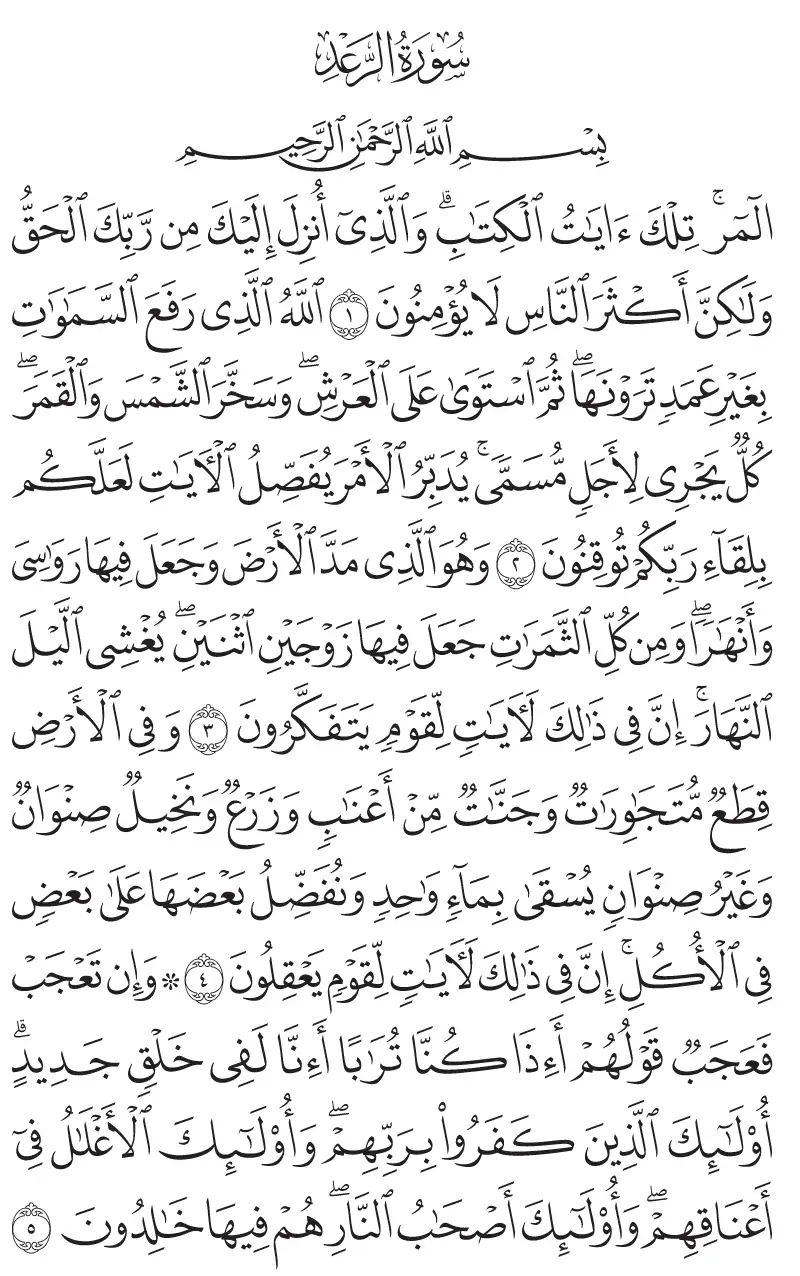 سُورَةُ الرَّعْدِ
بِسْمِ ٱللَّهِ ٱلرَّحْمَٰنِ ٱلرَّحِيمِ
الٓمٓرۚ تِلْكَ ءَايَٰتُ ٱلْكِتَٰبِۗ وَٱلَّذِىٓ أُنزِلَ إِلَيْكَ مِن رَّبِّكَ ٱلْحَقُّ
وَلَٰكِنَّ أَكْثَرَ ٱلنَّاسِ لَا يُؤْمِنُونَ ١ ٱللَّهُ ٱلَّذِى رَفَعَ ٱلسَّمَٰوَٰتِ
بِغَيْرِ عَمَدٍ تَرَوْنَهَاۖ ثُمَّ ٱسْتَوَىٰ عَلَى ٱلْعَرْشِۖ وَسَخَّرَ ٱلشَّمْسَ وَٱلْقَمَرَۖ
كُلٌّ يَجْرِى لِأَجَلٍ مُّسَمًّىۚ يُدَبِّرُ ٱلْأَمْرَ يُفَصِّلُ ٱلْءَايَٰتِ لَعَلَّكُم
بِلِقَآءِ رَبِّكُمْ تُوقِنُونَ ٢ وَهُوَ ٱلَّذِى مَدَّ ٱلْأَرْضَ وَجَعَلَ فِيهَا رَوَٰسِىَ
وَأَنْهَٰرًاۖ وَمِن كُلِّ ٱلثَّمَرَٰتِ جَعَلَ فِيهَا زَوْجَيْنِ ٱثْنَيْنِۖ يُغْشِى ٱلَّيْلَ
ٱلنَّهَارَۚ إِنَّ فِى ذَٰلِكَ لَءَايَٰتٍ لِّقَوْمٍ يَتَفَكَّرُونَ ٣ وَفِى ٱلْأَرْضِ
قِطَعٌ مُّتَجَٰوِرَٰتٌ وَجَنَّٰتٌ مِّنْ أَعْنَٰبٍ وَزَرْعٌ وَنَخِيلٌ صِنْوَانٌ
وَغَيْرُ صِنْوَانٍ يُسْقَىٰ بِمَآءٍ وَٰحِدٍ وَنُفَضِّلُ بَعْضَهَا عَلَىٰ بَعْضٍ
فِى ٱلْأُكُلِۚ إِنَّ فِى ذَٰلِكَ لَءَايَٰتٍ لِّقَوْمٍ يَعْقِلُونَ ٤ * وَإِن تَعْجَبْ
فَعَجَبٌ قَوْلُهُمْ أَءِذَا كُنَّا تُرَٰبًا أَءِنَّا لَفِى خَلْقٍ جَدِيدٍۗ
أُو۟لَٰٓئِكَ ٱلَّذِينَ كَفَرُوا۟ بِرَبِّهِمْۖ وَأُو۟لَٰٓئِكَ ٱلْأَغْلَٰلُ فِىٓ
أَعْنَاقِهِمْۖ وَأُو۟لَٰٓئِكَ أَصْحَٰبُ ٱلنَّارِۖ هُمْ فِيهَا خَٰلِدُونَ ٥